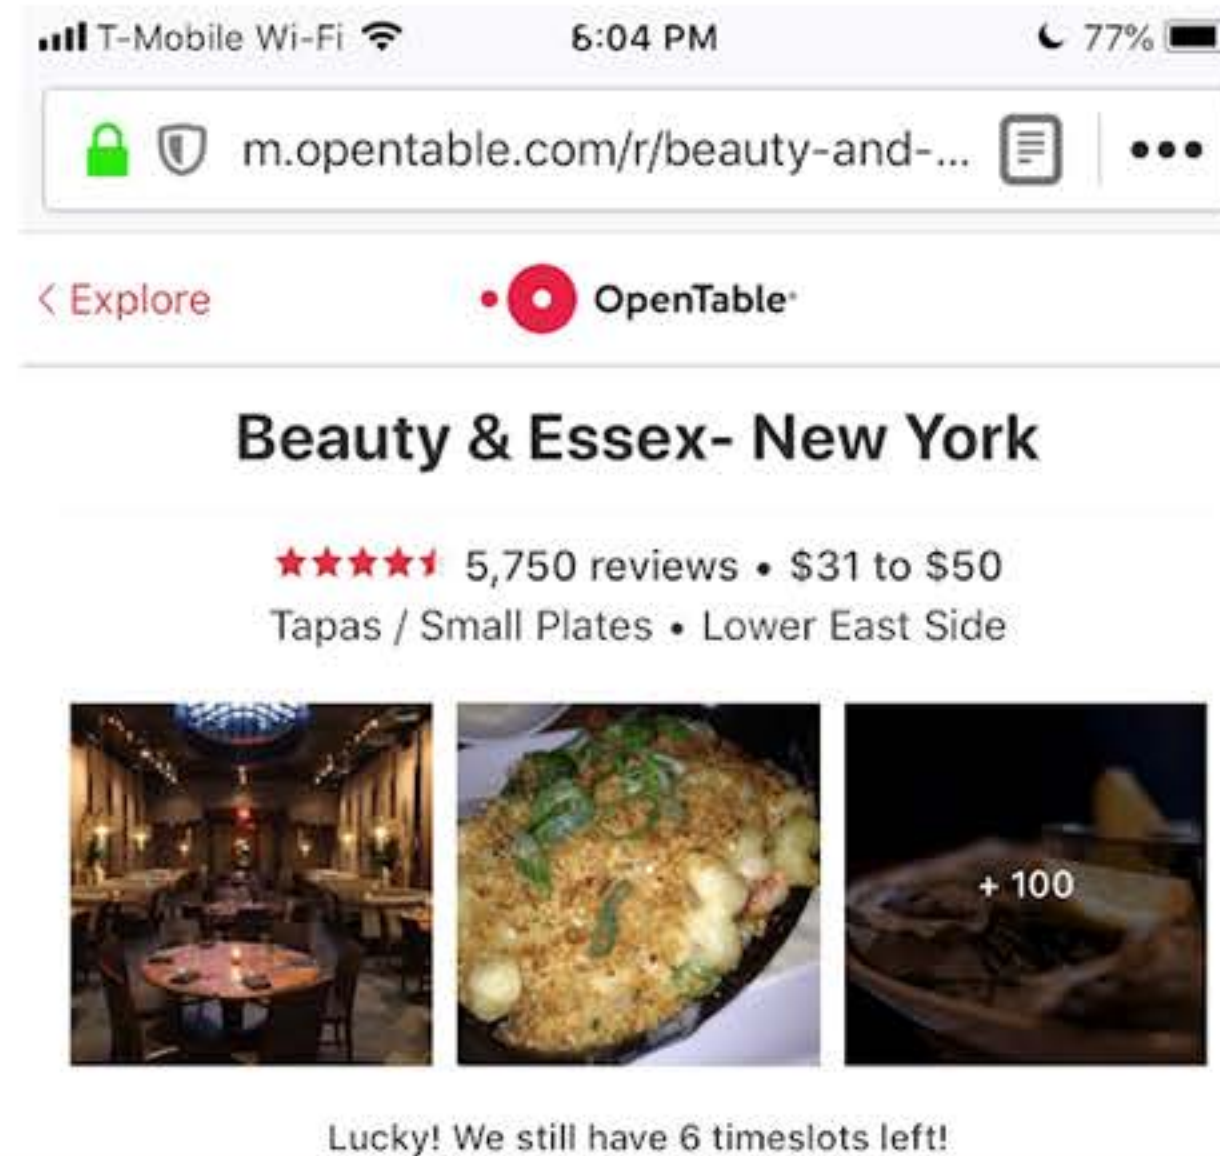 T-Mobile Wi-Fi 6:04 PM 77%
m.opentable.com/r/beauty-and-...
< Explore OpenTable
Beauty & Essex- New York
5,750 reviews • $31 to $50
Tapas / Small Plates • Lower East Side
+ 100
Lucky! We still have 6 timeslots left!